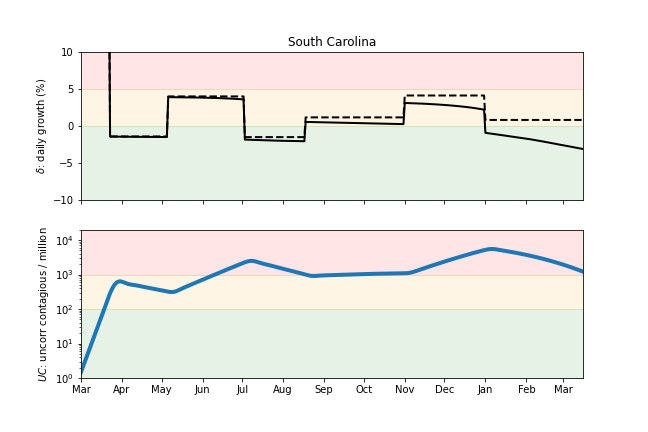 South Carolina
δ: daily growth (%)
10
5
0
−5
−10
UC: uncorr contagious / million
10⁴
10³
10²
10¹
10⁰
Mar Apr May Jun Jul Aug Sep Oct Nov Dec Jan Feb Mar